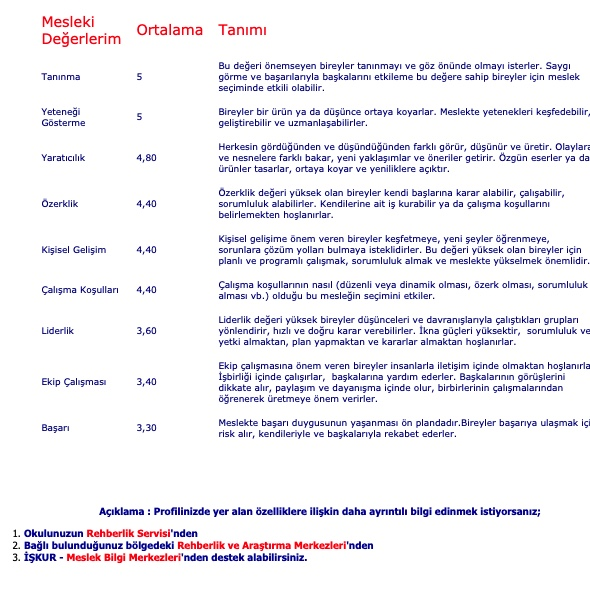 Mesleki Değerlerim Ortalama Tanımı
Tanınma 5 Bu değeri önemseyen bireyler tanınmayı ve göz önünde olmayı isterler. Saygı
görme ve başarılarıyla başkalarını etkileme bu değere sahip bireyler için meslek
seçiminde etkili olabilir.
Yeteneği Gösterme 5 Bireyler bir ürün ya da düşünce ortaya koyarlar. Meslekte yetenekleri keşfedebilir,
geliştirebilir ve uzmanlaşabilirler.
Yaratıcılık 4,80 Herkesin gördüğünden ve düşündüğünden farklı görür, düşünür ve üretir. Olaylara
ve nesnelere farklı bakar, yeni yaklaşımlar ve öneriler getirir. Özgün eserler ya da
ürünler tasarlar, ortaya koyar ve yeniliklere açıktır.
Özerklik 4,40 Özerklik değeri yüksek olan bireyler kendi başlarına karar alabilir, çalışabilir,
sorumluluk alabilirler. Kendilerine ait iş kurabilir ya da çalışma koşullarını
belirlemekten hoşlanırlar.
Kişisel Gelişim 4,40 Kişisel gelişime önem veren bireyler keşfetmeye, yeni şeyler öğrenmeye,
sorunlara çözüm yolları bulmaya isteklidirler. Bu değeri yüksek olan bireyler için
planlı ve programlı çalışmak, sorumluluk almak ve meslekte yükselmek önemlidir.
Çalışma Koşulları 4,40 Çalışma koşullarının nasıl (düzenli veya dinamik olması, özerk olması, sorumluluk
alması vb.) olduğu bu mesleğin seçimini etkiler.
Liderlik 3,60 Liderlik değeri yüksek bireyler düşünceleri ve davranışlarıyla çalıştıkları grupları
yönlendirir, hızlı ve doğru karar verebilirler. İkna güçleri yüksektir, sorumluluk ve
yetki almaktan, plan yapmaktan ve kararlar almaktan hoşlanırlar.
Ekip Çalışması 3,40 Ekip çalışmasına önem veren bireyler insanlarla iletişim içinde olmaktan hoşlanırla
İşbirliği içinde çalışırlar, başkalarına yardım ederler. Başkalarının görüşlerini
dikkate alır, paylaşım ve dayanışma içinde olur, birbirlerinin çalışmalarından
öğrenerek üretmeye önem verirler.
Başarı 3,30 Meslekte başarı duygusunun yaşanması ön plandadır.Bireyler başarıya ulaşmak iç
risk alır, kendileriyle ve başkalarıyla rekabet ederler.
Açıklama : Profilinizde yer alan özelliklere ilişkin daha ayrıntılı bilgi edinmek istiyorsanız;
1. Okulunuzun Rehberlik Servisi'nden
2. Bağlı bulunduğunuz bölgedeki Rehberlik ve Araştırma Merkezleri'nden
3. İŞKUR - Meslek Bilgi Merkezleri'nden destek alabilirsiniz.